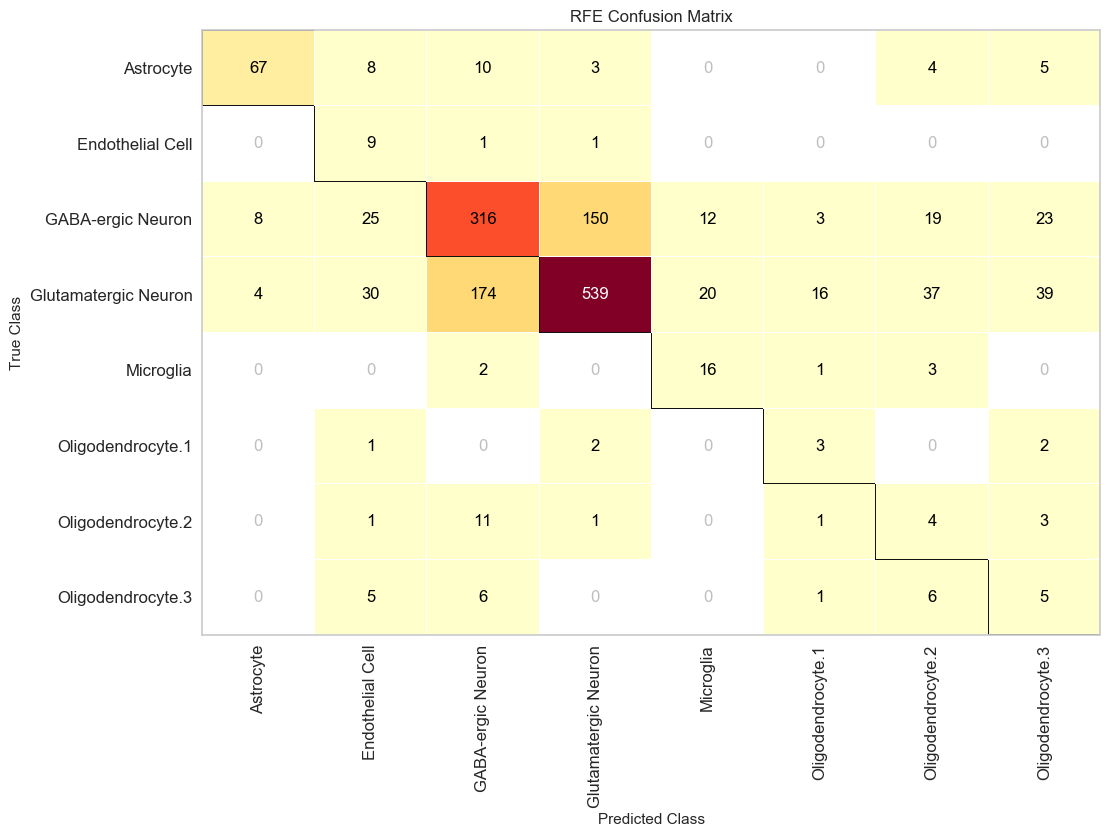 RFE Confusion Matrix
True Class
Astrocyte 67 8 10 3 0 0 4 5
Endothelial Cell 0 9 1 1 0 0 0 0
GABA-ergic Neuron 8 25 316 150 12 3 19 23
Glutamatergic Neuron 4 30 174 539 20 16 37 39
Microglia 0 0 2 0 16 1 3 0
Oligodendrocyte.1 0 1 0 2 0 3 0 2
Oligodendrocyte.2 0 1 11 1 0 1 4 3
Oligodendrocyte.3 0 5 6 0 0 1 6 5
Astrocyte
Endothelial Cell
GABA-ergic Neuron
Glutamatergic Neuron
Microglia
Oligodendrocyte.1
Oligodendrocyte.2
Oligodendrocyte.3
Predicted Class